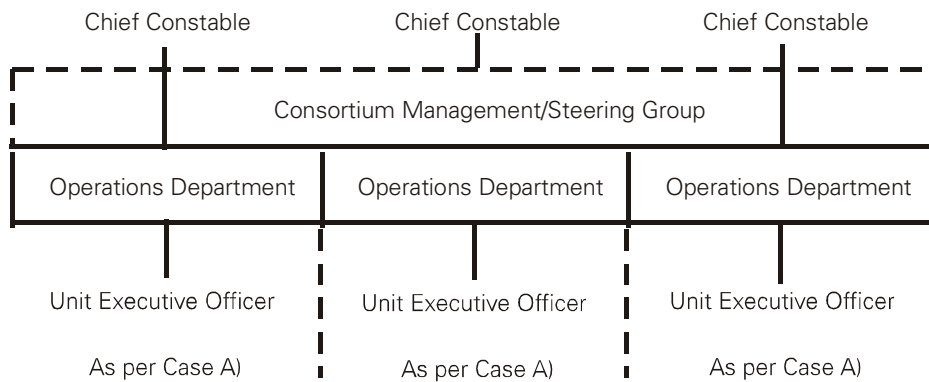 Chief Constable Chief Constable Chief Constable
Consortium Management/Steering Group
Operations Department Operations Department Operations Department
Unit Executive Officer Unit Executive Officer Unit Executive Officer
As per Case A) As per Case A) As per Case A)